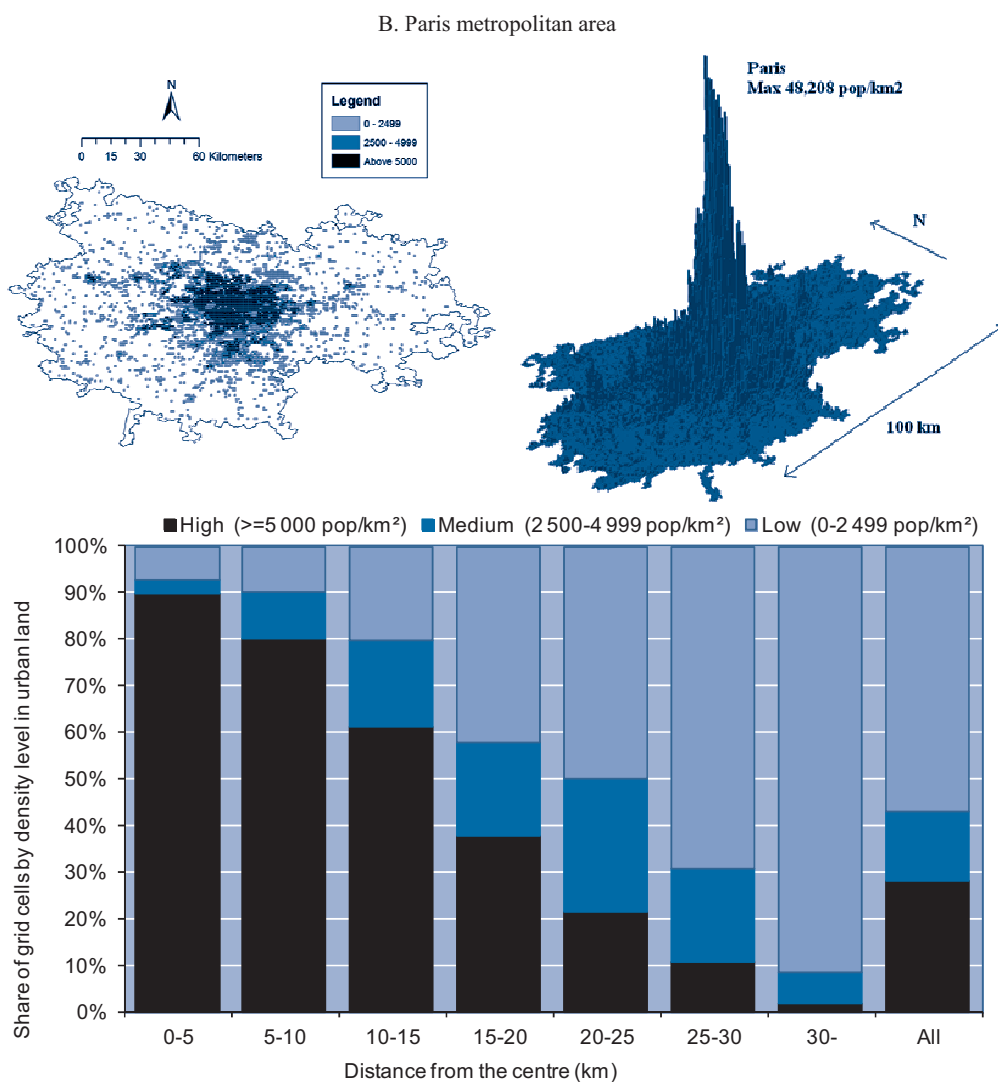 B. Paris metropolitan area
N
0 15 30 60 Kilometers
Legend
0 - 2499
2500 - 4999
Above 5000
Paris
Max 48,208 pop/km2
N
100 km
High (>=5 000 pop/km²) Medium (2 500-4 999 pop/km²) Low (0-2 499 pop/km²)
Share of grid cells by density level in urban land
100%
90%
80%
70%
60%
50%
40%
30%
20%
10%
0%
0-5 5-10 10-15 15-20 20-25 25-30 30- All
Distance from the centre (km)